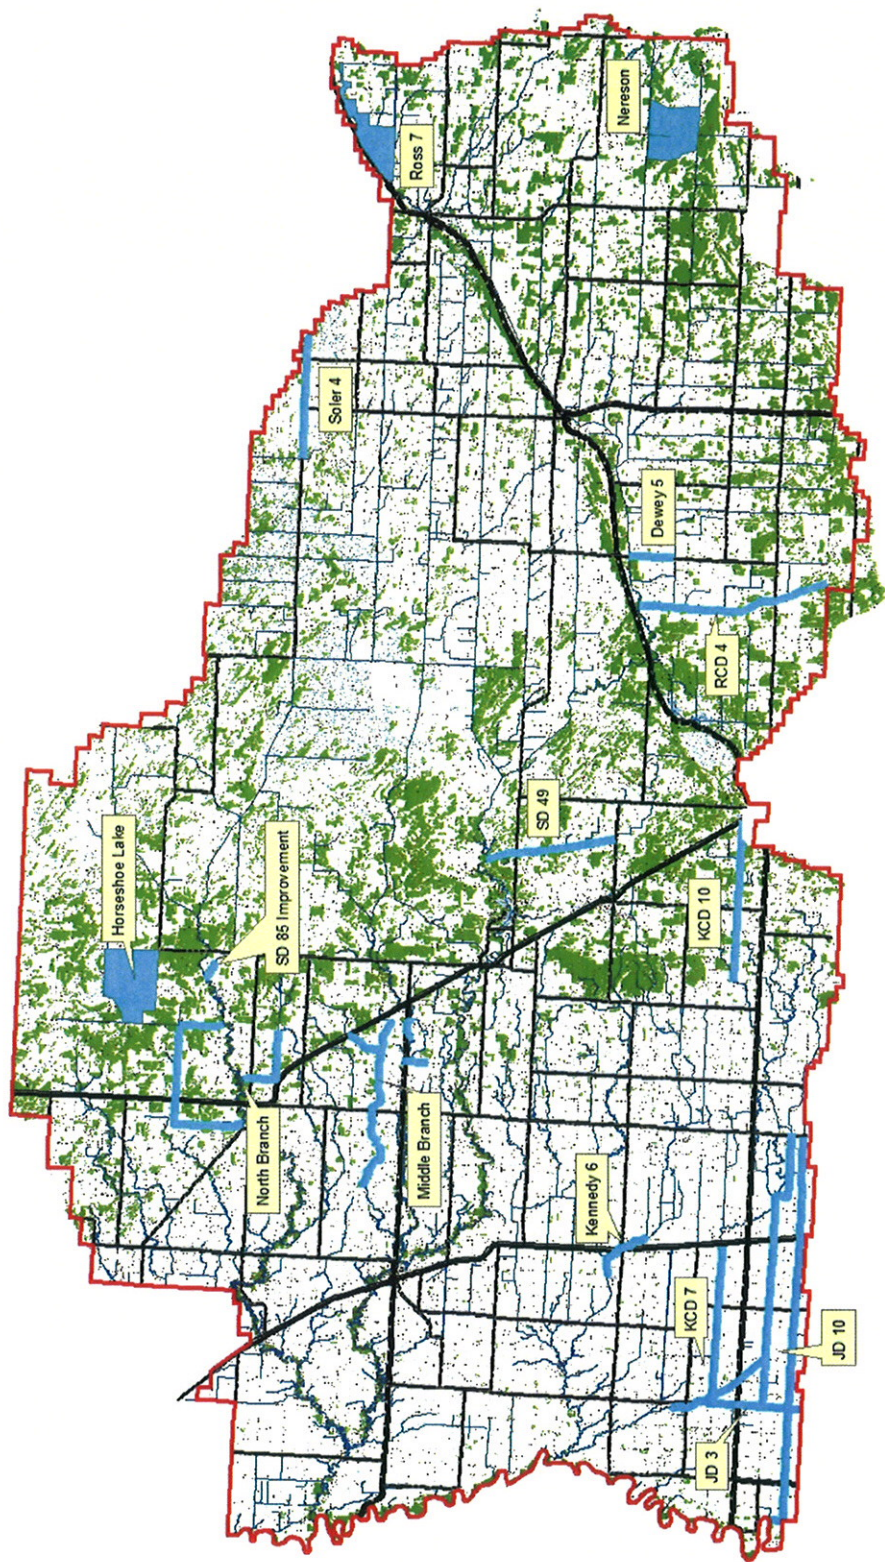 Horseshoe Lake
SD 85 Improvement
North Branch
Middle Branch
SD 49
Kennedy 6
KCD 7
KCD 10
JD 3
JD 10
Soler 4
Ross 7
Nereson
Dewey 5
RCD 4